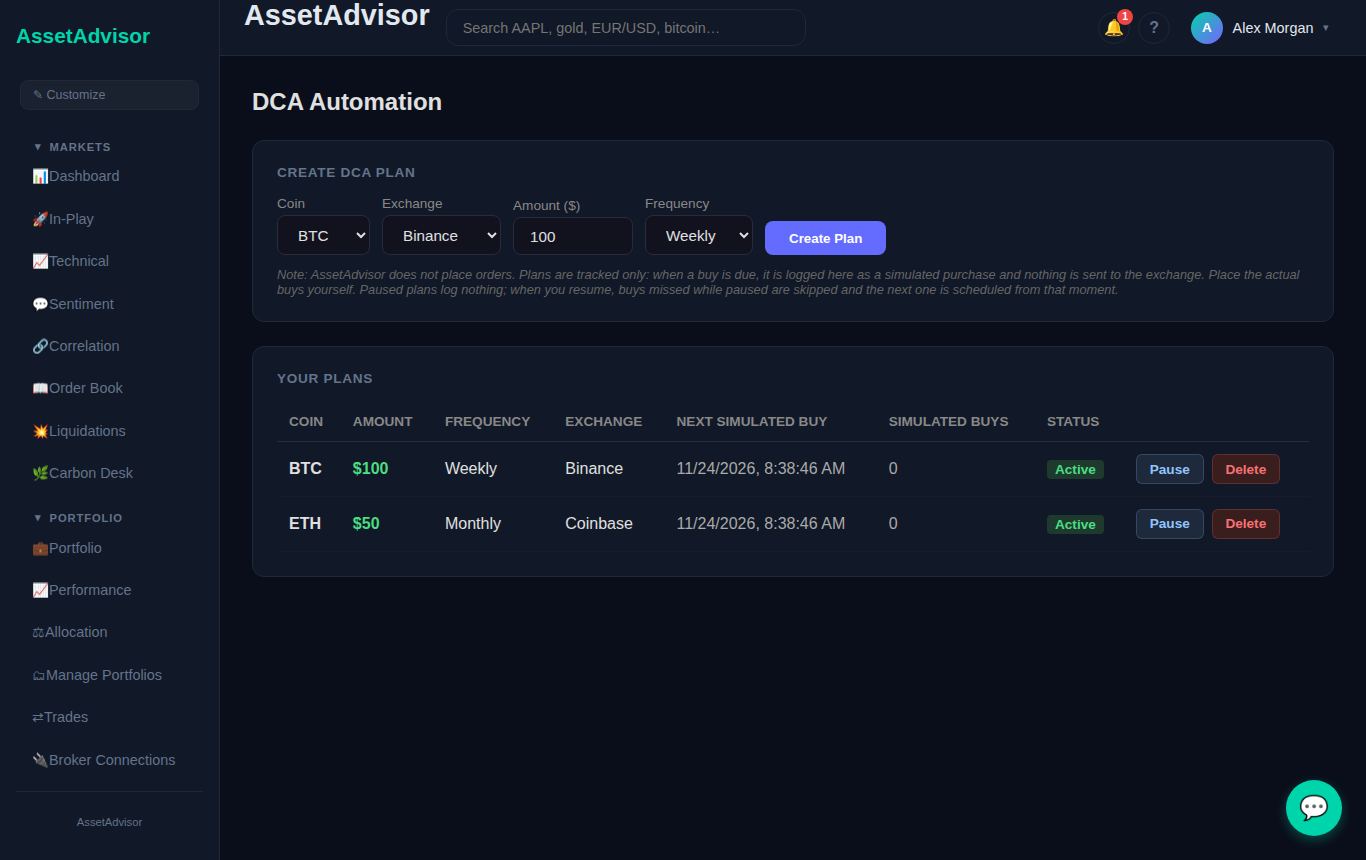 AssetAdvisor
✎ Customize
▼ MARKETS
📊Dashboard
🚀In-Play
📈Technical
💬Sentiment
🔗Correlation
📖Order Book
💥Liquidations
🌿Carbon Desk
▼ PORTFOLIO
💼Portfolio
📈Performance
⚖Allocation
🗂Manage Portfolios
⇄Trades
🔌Broker Connections
AssetAdvisor
AssetAdvisor
Search AAPL, gold, EUR/USD, bitcoin…
🔔 1
?
A Alex Morgan ▼
DCA Automation
CREATE DCA PLAN
Coin Exchange Amount ($) Frequency
BTC Binance 100 Weekly Create Plan
Note: AssetAdvisor does not place orders. Plans are tracked only: when a buy is due, it is logged here as a simulated purchase and nothing is sent to the exchange. Place the actual
buys yourself. Paused plans log nothing; when you resume, buys missed while paused are skipped and the next one is scheduled from that moment.
YOUR PLANS
COIN AMOUNT FREQUENCY EXCHANGE NEXT SIMULATED BUY SIMULATED BUYS STATUS
BTC $100 Weekly Binance 11/24/2026, 8:38:46 AM 0 Active Pause Delete
ETH $50 Monthly Coinbase 11/24/2026, 8:38:46 AM 0 Active Pause Delete
💬